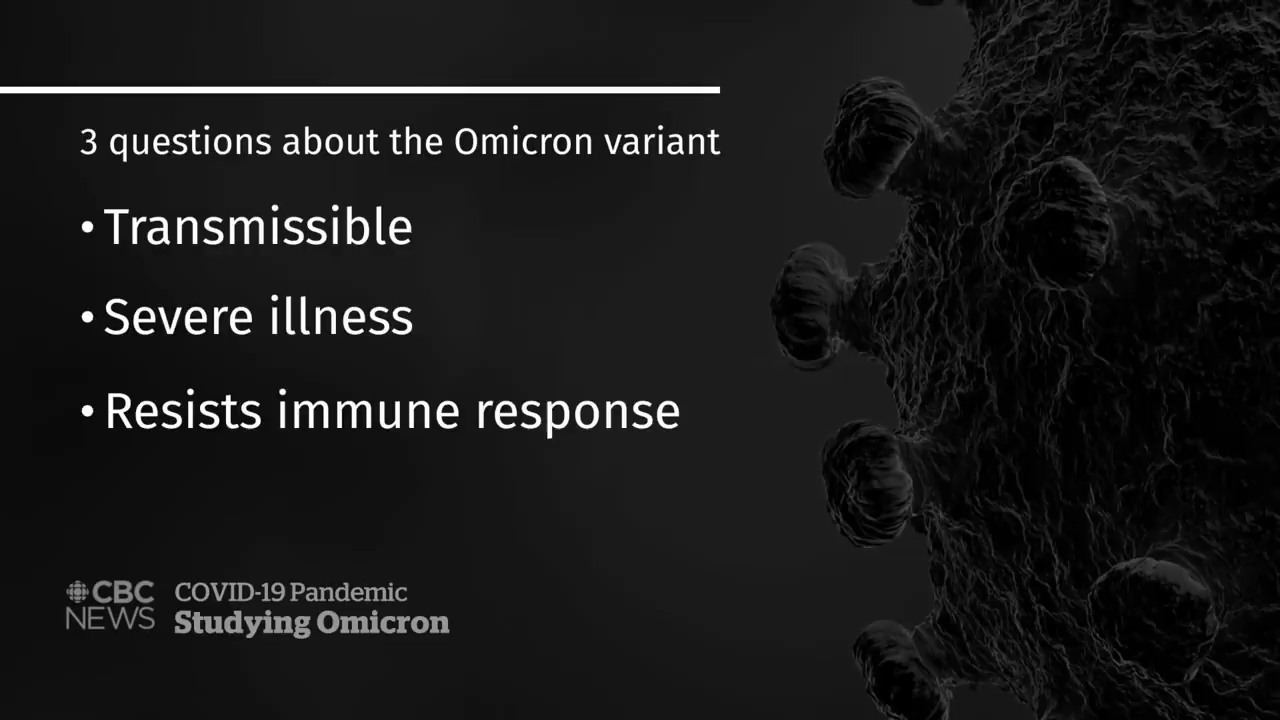 3 questions about the Omicron variant
• Transmissible
• Severe illness
• Resists immune response
CBC
NEWS
COVID-19 Pandemic
Studying Omicron